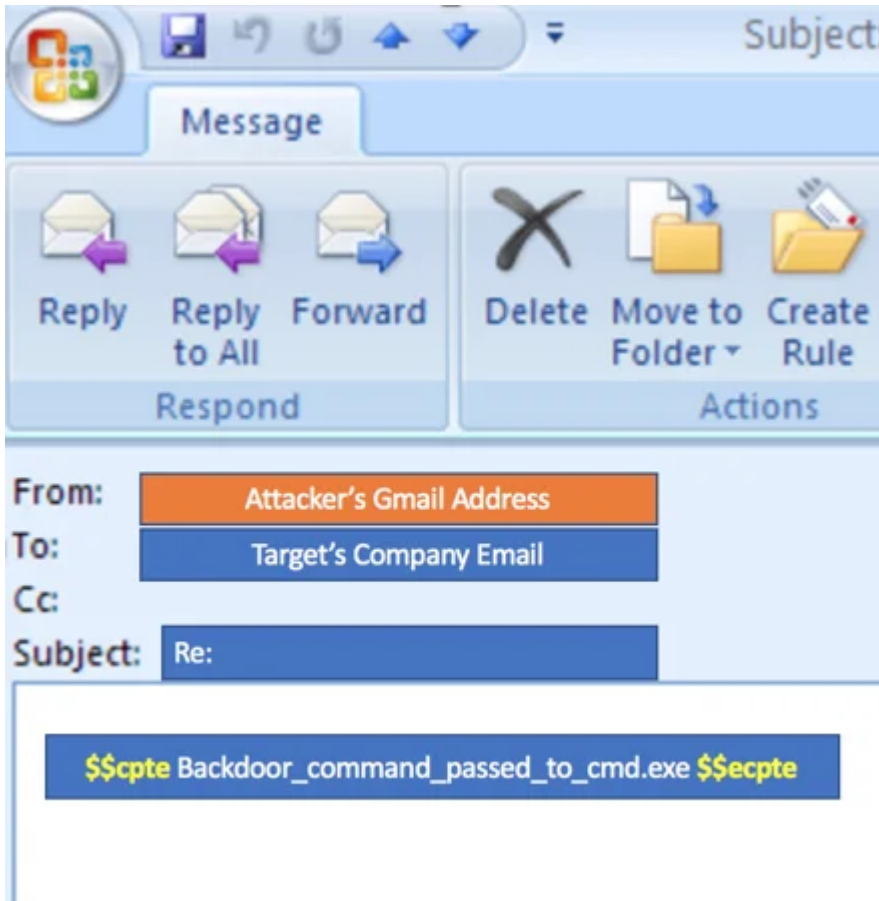 Subject:
Message
Reply Reply to All Forward Delete Move to Folder Create Rule
Respond Actions
From: Attacker's Gmail Address
To: Target's Company Email
Cc:
Subject: Re:
$$cpte Backdoor_command_passed_to_cmd.exe $$ecpte